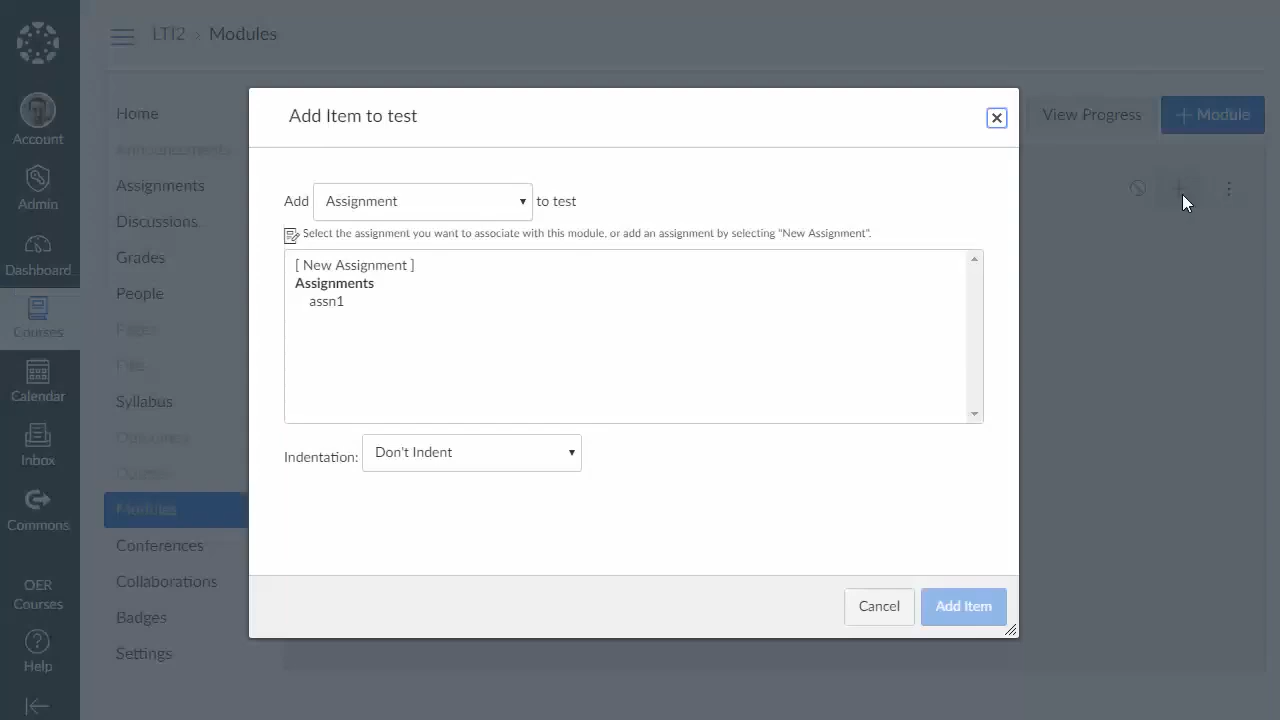 LTI2 › Modules
Account
Admin
Dashboard
Courses
Calendar
Inbox
Commons
OER
Courses
Help
Home
Announcements
Assignments
Discussions
Grades
People
Pages
Files
Syllabus
Outcomes
Quizzes
Modules
Conferences
Collaborations
Badges
Settings
View Progress
+ Module
Add Item to test
Add Assignment to test
Select the assignment you want to associate with this module, or add an assignment by selecting "New Assignment".
[ New Assignment ]
Assignments
assn1
Indentation: Don't Indent
Cancel
Add Item